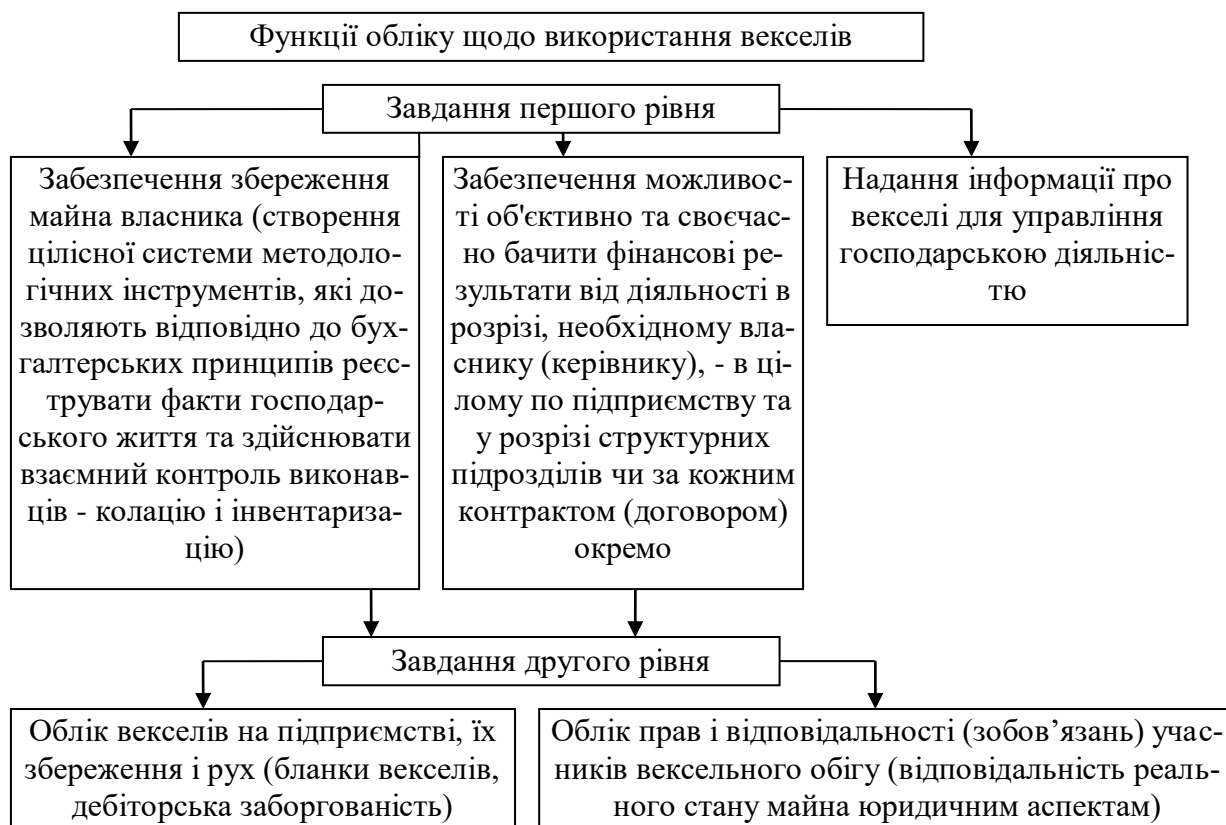 Функції обліку щодо використання векселів
Завдання першого рівня
Забезпечення збереження
майна власника (створення
цілісної системи методоло-
гічних інструментів, які до-
зволяють відповідно до бух-
галтерських принципів реєс-
трувати факти господар-
ського життя та здійснювати
взаємний контроль виконав-
ців - колацію і інвентариза-
цію)
Забезпечення можливос-
ті об'єктивно та своєчас-
но бачити фінансові ре-
зультати від діяльності в
розрізі, необхідному вла-
снику (керівнику), - в ці-
лому по підприємству та
у розрізі структурних
підрозділів чи за кожним
контрактом (договором)
окремо
Надання інформації про
векселі для управління
господарською діяльніс-
тю
Завдання другого рівня
Облік векселів на підприємстві, їх
збереження і рух (бланки векселів,
дебіторська заборгованість)
Облік прав і відповідальності (зобов’язань) учас-
ників вексельного обігу (відповідальність реаль-
ного стану майна юридичним аспектам)